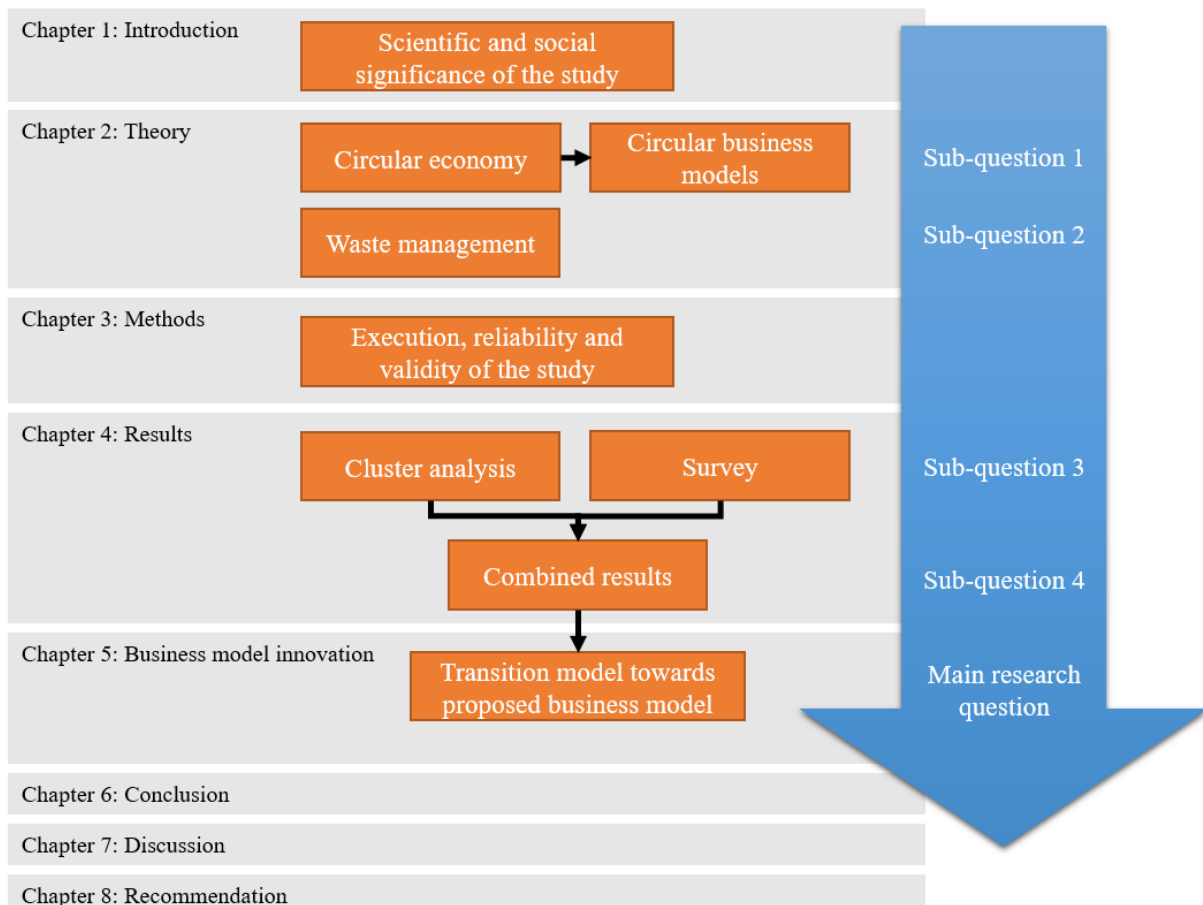 Chapter 1: Introduction
Scientific and social
significance of the study
Chapter 2: Theory
Circular economy
Circular business
models
Sub-question 1
Waste management
Sub-question 2
Chapter 3: Methods
Execution, reliability and
validity of the study
Chapter 4: Results
Cluster analysis
Survey
Sub-question 3
Combined results
Sub-question 4
Chapter 5: Business model innovation
Transition model towards
proposed business model
Main research
question
Chapter 6: Conclusion
Chapter 7: Discussion
Chapter 8: Recommendation